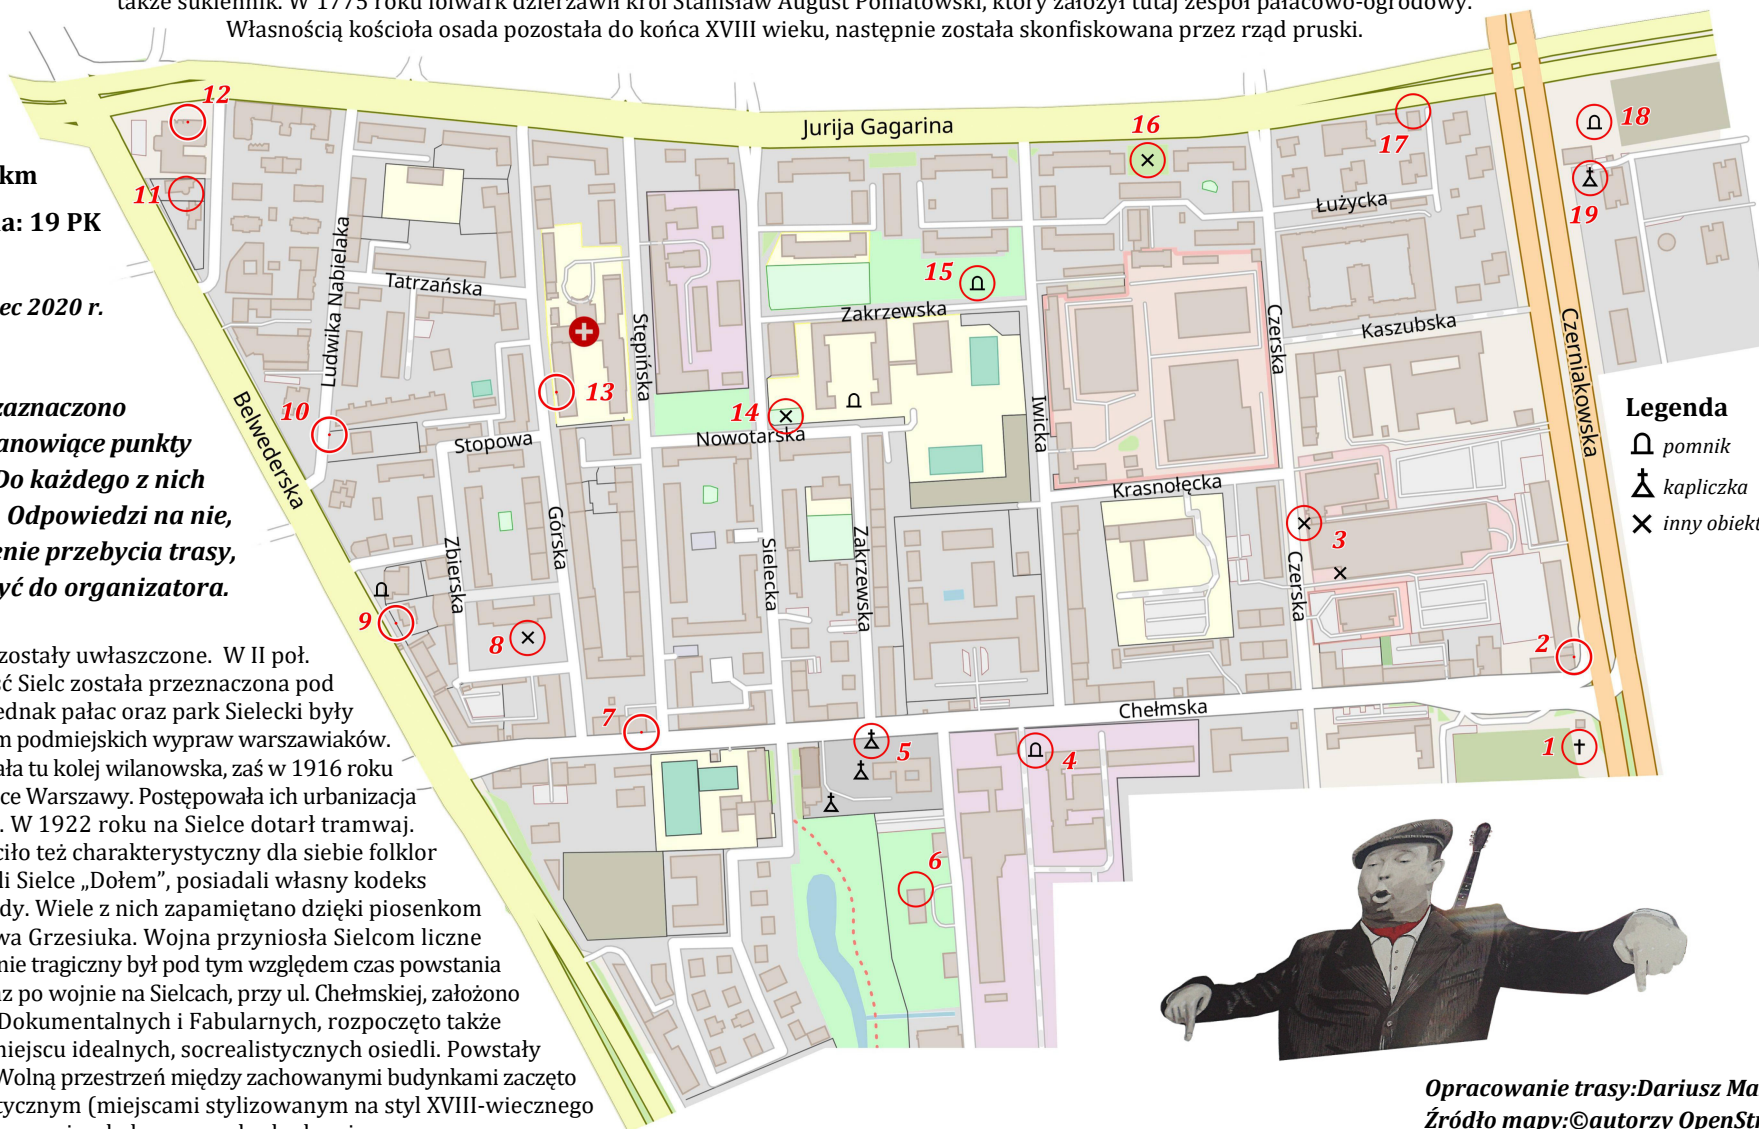 także sukiennik. W 1775 roku folwark dzierżawił król Stanisław August Poniatowski, który założył tutaj zespół pałacowo-ogrodowy.
Własnością kościoła osada pozostała do końca XVIII wieku, następnie została skonfiskowana przez rząd pruski.
km
a: 19 PK
ec 2020 r.
zaznaczono
anowiące punkty
Do każdego z nich
. Odpowiedzi na nie,
enie przebycia trasy,
yć do organizatora.
zostały uwłaszczone. W II poł.
ść Sielc została przeznaczona pod
ednak pałac oraz park Sielecki były
m podmiejskich wypraw warszawiaków.
ała tu kolej wilanowska, zaś w 1916 roku
ce Warszawy. Postępowała ich urbanizacja
. W 1922 roku na Sielce dotarł tramwaj.
ciło też charakterystyczny dla siebie folklor
li Sielce „Dołem”, posiadali własny kodeks
dy. Wiele z nich zapamiętano dzięki piosenkom
wa Grzesiuka. Wojna przyniosła Sielcom liczne
nie tragiczny był pod tym względem czas powstania
az po wojnie na Sielcach, przy ul. Chełmskiej, założono
Dokumentalnych i Fabularnych, rozpoczęto także
miejscu idealnych, socrealistycznych osiedli. Powstały
Wolną przestrzeń między zachowanymi budynkami zaczęto
tycznym (miejscami stylizowanym na styl XVIII-wiecznego
12
11
10
9
8
7
13
14
15
16
17
18
19
3
2
1
4
5
6
Jurija Gagarina
Ludwika Nabielaka
Tatrzańska
Belwederska
Stopowa
Zbierska
Górska
Stępińska
Sielecka
Nowotarska
Zakrzewska
Zakrzewska
Iwicka
Łużycka
Kaszubska
Czerska
Czerska
Krasnołęcka
Chełmska
Czerniakowska
Legenda
pomnik
kapliczka
inny obiekt
Opracowanie trasy:Dariusz Ma
Źródło mapy:©autorzy OpenStr